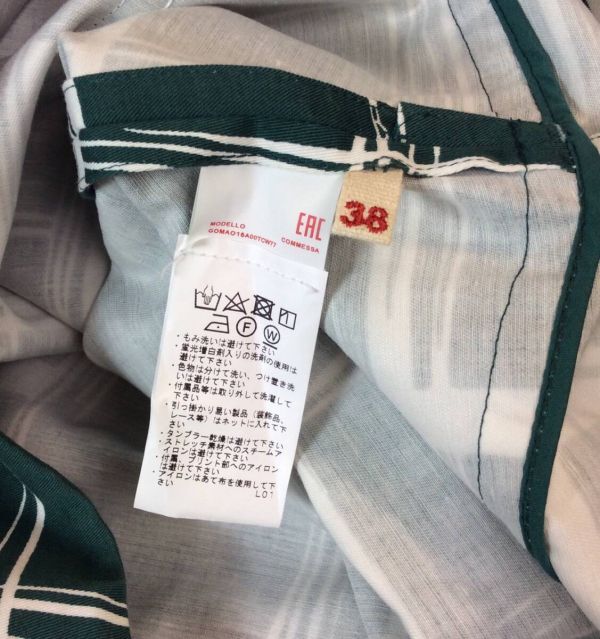 MODELLO
GOMAO18A00TCW17
EAC
COMMESSA
38
F
W
・もみ洗いは避けて下さい
・蛍光増白剤入りの洗剤の使用は
避けて下さい
・色物は分けて洗い、つけ置き洗
いは避けて下さい
・付属品等は取り外して洗濯して
下さい
・引っ掛かり易い製品（装飾品、
レース等）はネットに入れて下
さい
・タンブラー乾燥は避けて下さい
・ストレッチ素材へのスチームア
イロンは避けて下さい
・付属、プリント部へのアイロン
は避けて下さい
・アイロンはあて布を使用して下
さい
L01